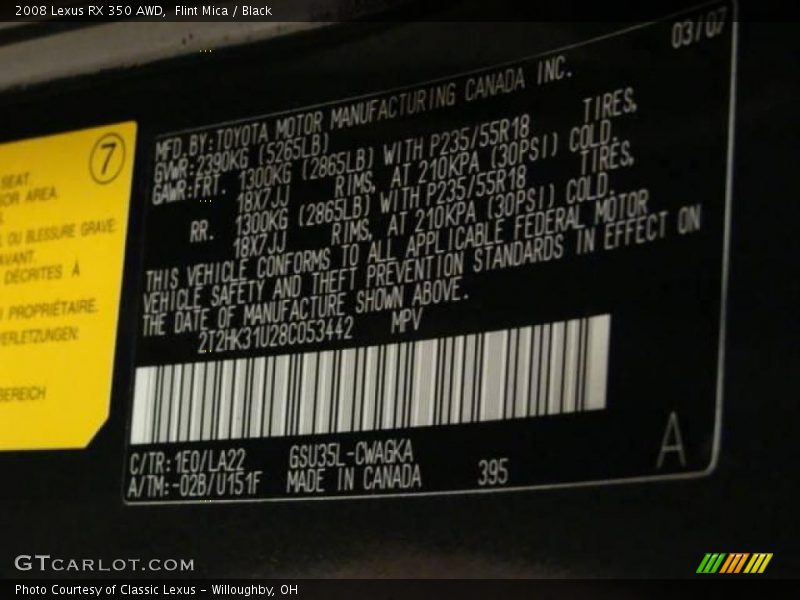 2008 Lexus RX 350 AWD,  Flint Mica / Black
03/07
MFD.BY:TOYOTA MOTOR MANUFACTURING CANADA INC.
GVWR:2390KG (5265LB)
GAWR:FRT. 1300KG (2865LB) WITH P235/55R18 TIRES,
18X7JJ RIMS, AT 210KPA (30PSI) COLD.
RR. 1300KG (2865LB) WITH P235/55R18 TIRES,
18X7JJ RIMS, AT 210KPA (30PSI) COLD.
THIS VEHICLE CONFORMS TO ALL APPLICABLE FEDERAL MOTOR
VEHICLE SAFETY AND THEFT PREVENTION STANDARDS IN EFFECT ON
THE DATE OF MANUFACTURE SHOWN ABOVE.
2T2HK31U28C053442 MPV
C/TR:1E0/LA22 GSU35L-CWAGKA
A/TM:-02B/U151F MADE IN CANADA 395
A
7
SEAT.
AREA.
OU BLESSURE GRAVE
AVANT.
DÉCRITES À
PROPRIÉTAIRE.
VERLETZUNGEN
BEREICH
GTCARLOT.COM
Photo Courtesy of Classic Lexus - Willoughby, OH